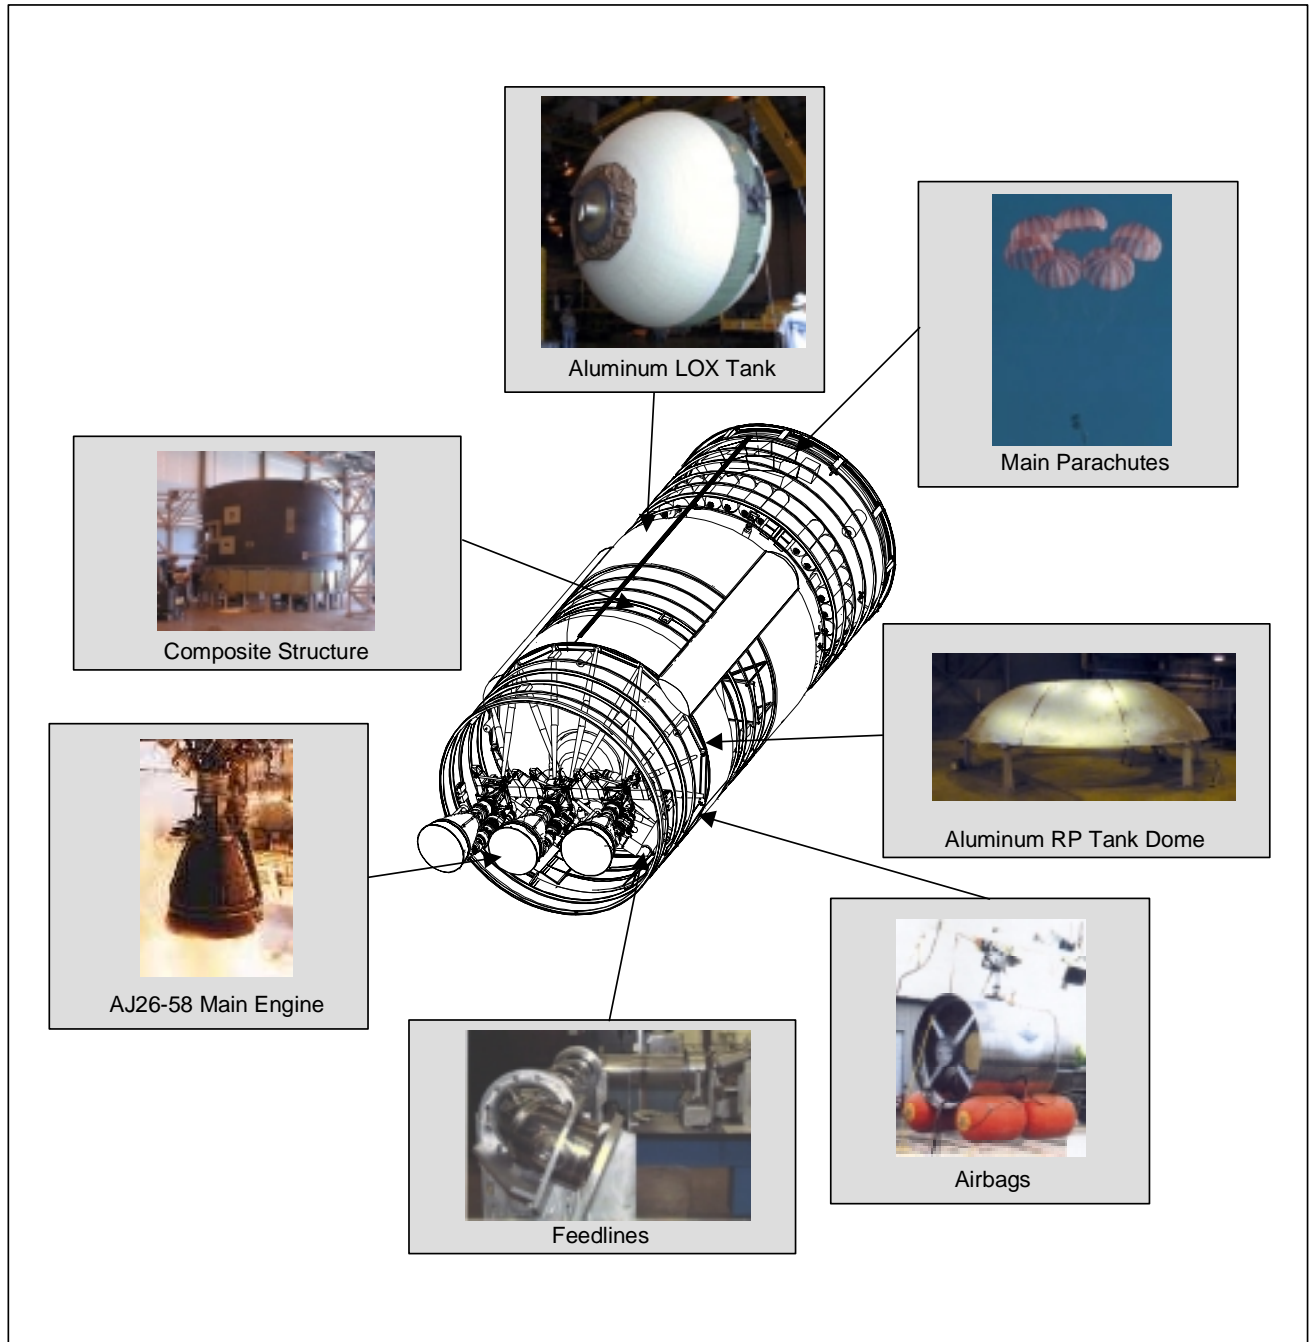 Aluminum LOX Tank
Main Parachutes
Composite Structure
Aluminum RP Tank Dome
AJ26-58 Main Engine
Airbags
Feedlines